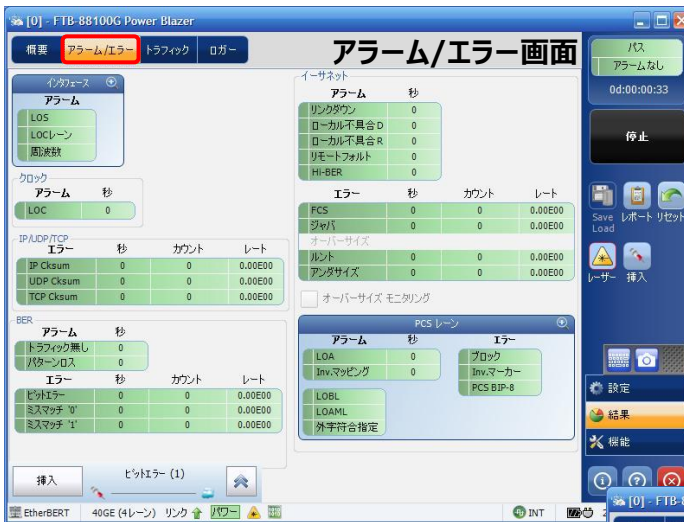 [0] - FTB-88100G Power Blazer
概要 アラーム/エラー トラフィック ロガー
アラーム/エラー画面
インタフェース
アラーム
LOS
LOCレーン
周波数
クロック
アラーム 秒
LOC 0
IP/UDP/TCP
エラー 秒 カウント レート
IP Cksum 0 0 0.00E00
UDP Cksum 0 0 0.00E00
TCP Cksum 0 0 0.00E00
BER
アラーム 秒
トラフィック無し 0
パターンロス 0
エラー 秒 カウント レート
ビットエラー 0 0 0.00E00
ミスマッチ '0' 0 0 0.00E00
ミスマッチ '1' 0 0 0.00E00
イーサネット
アラーム 秒
リンクダウン 0
ローカル不具合 D 0
ローカル不具合 R 0
リモートフォルト 0
HI-BER 0
エラー 秒 カウント レート
FCS 0 0 0.00E00
ジャバ 0 0 0.00E00
オーバーサイズ
ルント 0 0 0.00E00
アンダサイズ 0 0 0.00E00
オーバーサイズ モニタリング
PCS レーン
アラーム 秒 エラー
LOA 0 ブロック
Inv.マッピング 0 Inv.マーカー
PCS BIP-8
LOBL
LOAML
外字符合指定
パス
アラームなし
0d:00:00:33
停止
Save Load レポート リセット
レーザー 挿入
設定
結果
機能
挿入 ビットエラー (1)
EtherBERT 40GE (4レーン) リンク パワー INT
[0] - FTB-8